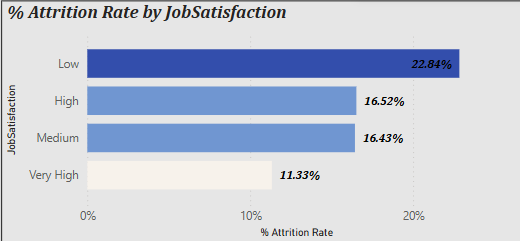 % Attrition Rate by JobSatisfaction
JobSatisfaction
Low 22.84%
High 16.52%
Medium 16.43%
Very High 11.33%
0% 10% 20%
% Attrition Rate